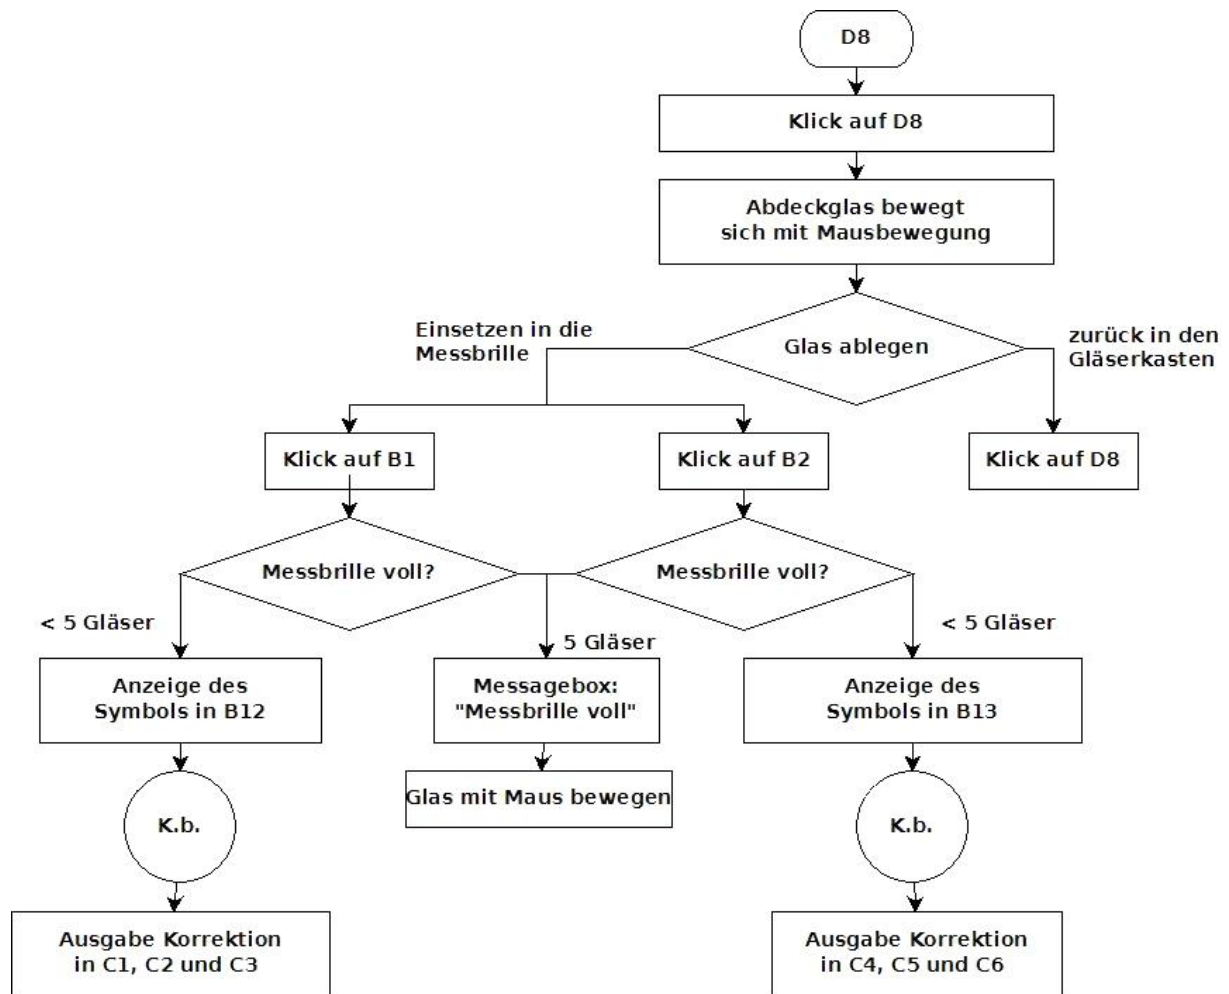 D8
Klick auf D8
Abdeckglas bewegt
sich mit Mausbewegung
Glas ablegen
Einsetzen in die
Messbrille
zurück in den
Gläserkasten
Klick auf B1
Klick auf B2
Klick auf D8
Messbrille voll?
Messbrille voll?
< 5 Gläser
5 Gläser
< 5 Gläser
Anzeige des
Symbols in B12
Messagebox:
"Messbrille voll"
Anzeige des
Symbols in B13
Glas mit Maus bewegen
K.b.
K.b.
Ausgabe Korrektion
in C1, C2 und C3
Ausgabe Korrektion
in C4, C5 und C6